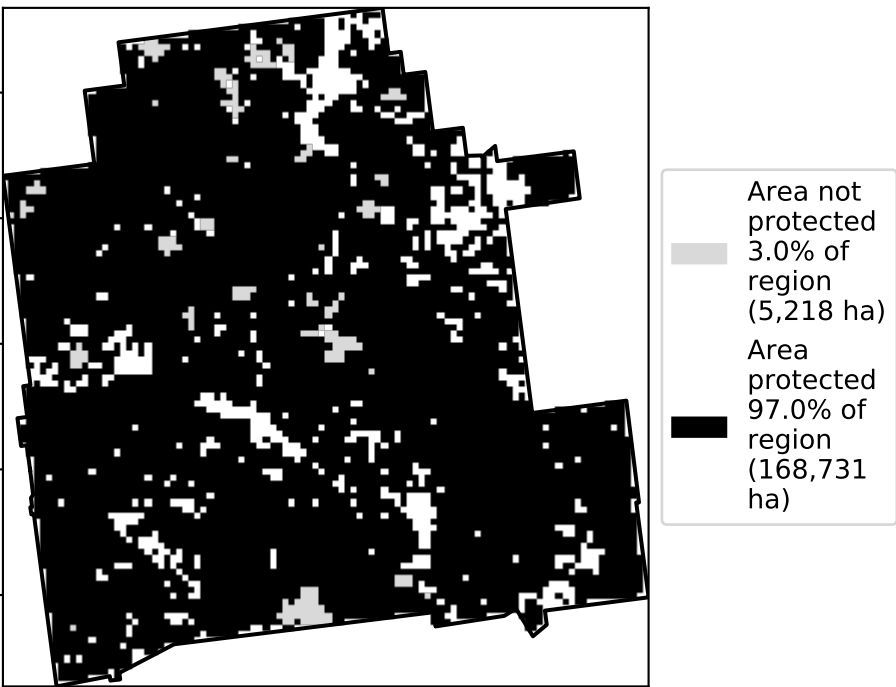 Area not
protected
3.0% of
region
(5,218 ha)
Area
protected
97.0% of
region
(168,731
ha)